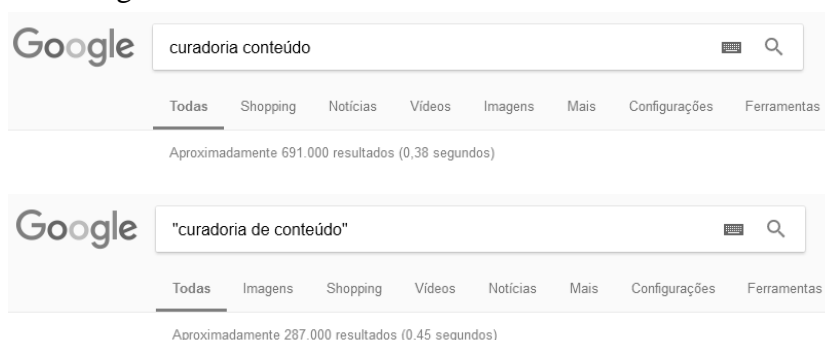 Google curadoria conteúdo
Todas Shopping Notícias Vídeos Imagens Mais Configurações Ferramentas
Aproximadamente 691.000 resultados (0,38 segundos)
Google "curadoria de conteúdo"
Todas Imagens Shopping Vídeos Notícias Mais Configurações Ferramentas
Aproximadamente 287.000 resultados (0,45 segundos)